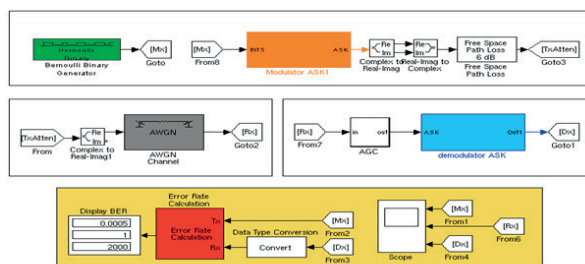 Bernoulli
Binary
Bernoulli Binary
Generator
[Mx]
Goto
[Mx]
From8
BITS
ASK
Modulator ASK1
Re
Im
Complex to
Real-Imag
Re
Im
Real-Imag to
Complex
Free Space
Path Loss
6 dB
Free Space
Path Loss
[TxAtten]
Goto3
[TxAtten]
From
Re
Im
Complex to
Real-Imag1
AWGN
AWGN
Channel
[Rx]
Goto2
[Rx]
From7
in
out
AGC
ASK
Out1
demodulator ASK
[Dx]
Goto1
Display BER
0.0005
1
2000
Error Rate
Calculation
Error Rate
Calculation
Tx
Rx
Data Type Conversion
Convert
[Mx]
From2
[Dx]
From3
Scope
[Mx]
From1
[Rx]
From6
[Dx]
From4